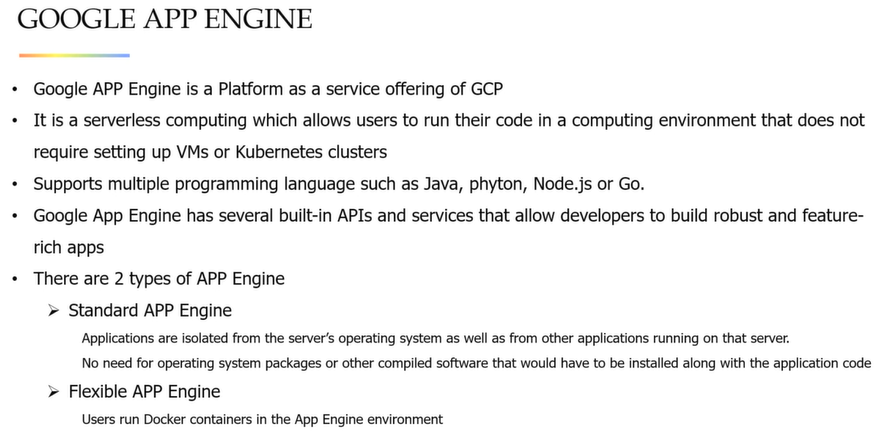 GOOGLE APP ENGINE
• Google APP Engine is a Platform as a service offering of GCP
• It is a serverless computing which allows users to run their code in a computing environment that does not
require setting up VMs or Kubernetes clusters
• Supports multiple programming language such as Java, phyton, Node.js or Go.
• Google App Engine has several built-in APIs and services that allow developers to build robust and feature-
rich apps
• There are 2 types of APP Engine
➢ Standard APP Engine
Applications are isolated from the server’s operating system as well as from other applications running on that server.
No need for operating system packages or other compiled software that would have to be installed along with the application code
➢ Flexible APP Engine
Users run Docker containers in the App Engine environment